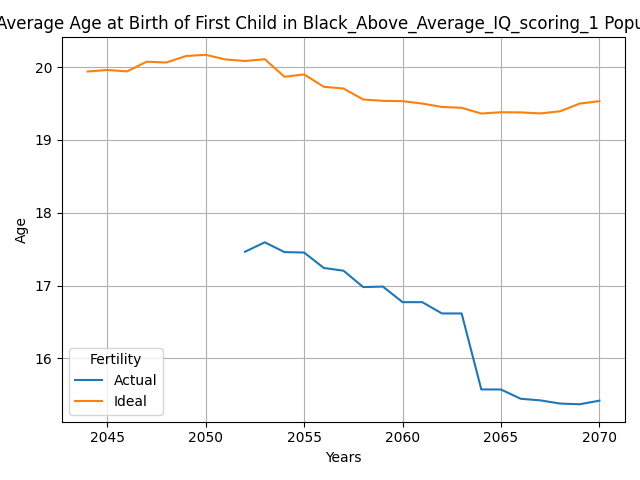 Average Age at Birth of First Child in Black_Above_Average_IQ_scoring_1 Popu
20
19
18
17
16
Age
Fertility
Actual
Ideal
2045 2050 2055 2060 2065 2070
Years